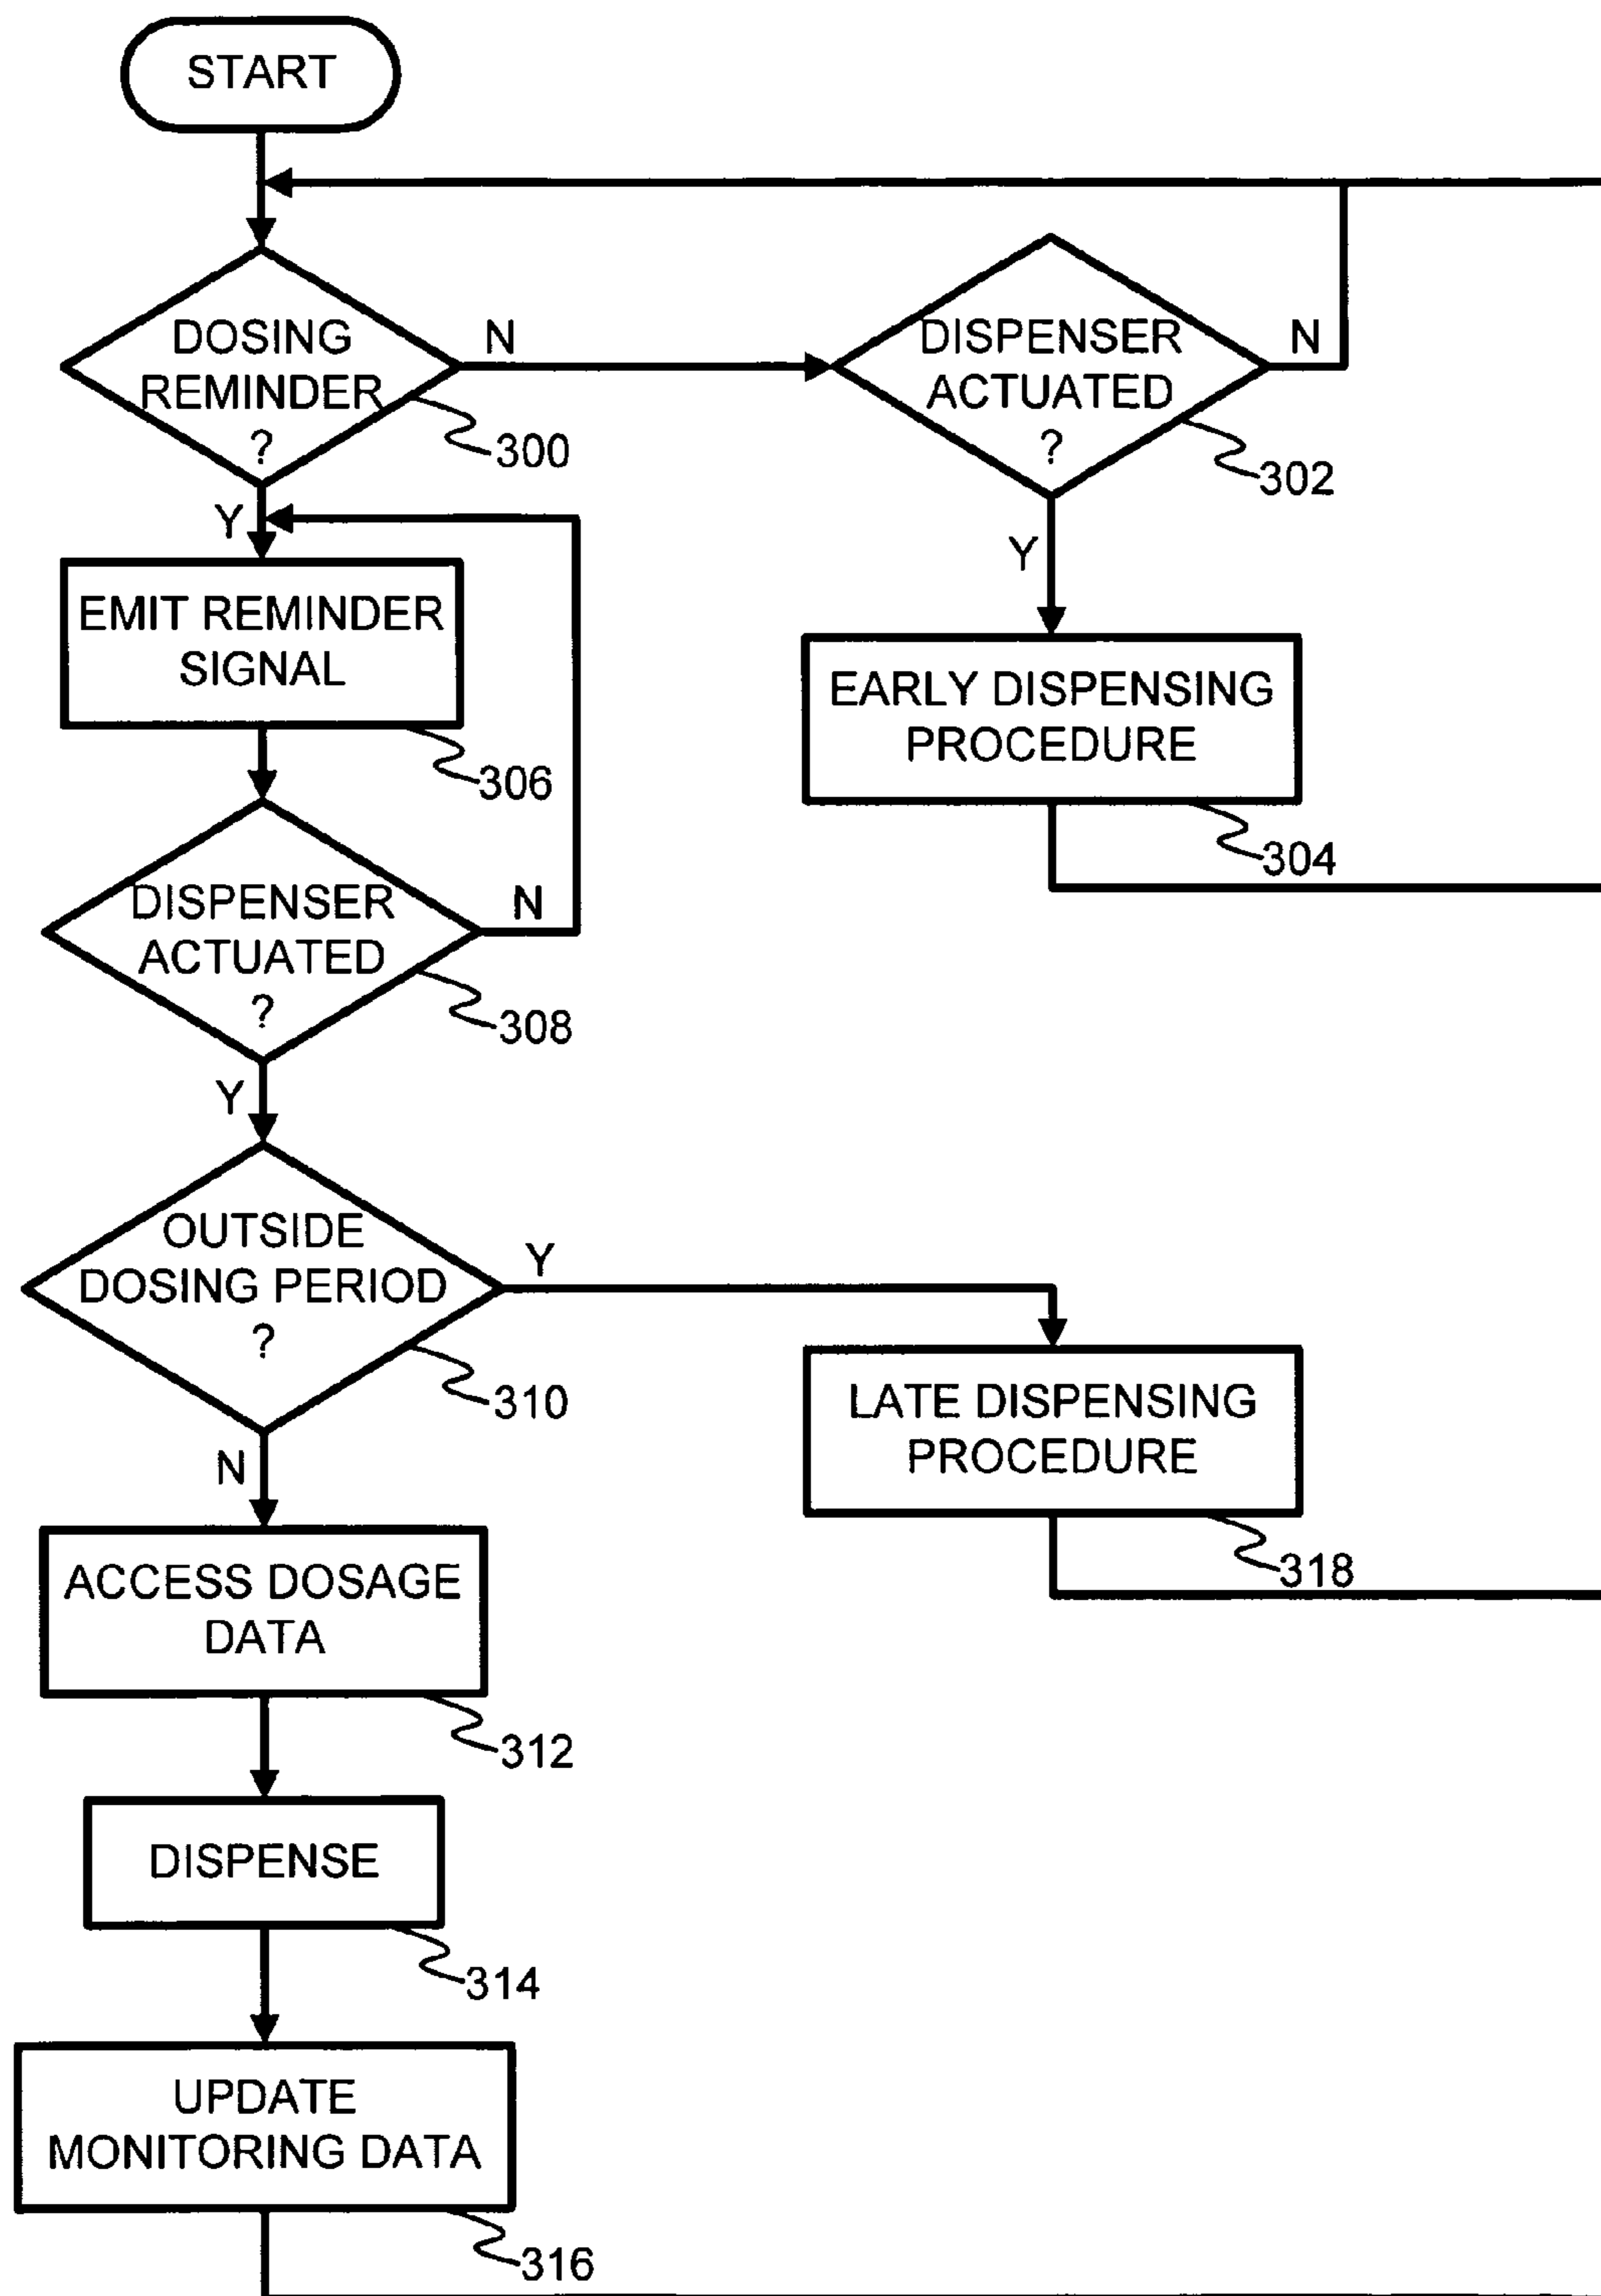 START
DOSING
REMINDER
?
N
300
DISPENSER
ACTUATED
?
N
302
Y
EMIT REMINDER
SIGNAL
306
Y
EARLY DISPENSING
PROCEDURE
304
DISPENSER
ACTUATED
?
N
308
Y
OUTSIDE
DOSING PERIOD
?
Y
310
LATE DISPENSING
PROCEDURE
318
N
ACCESS DOSAGE
DATA
312
DISPENSE
314
UPDATE
MONITORING DATA
316